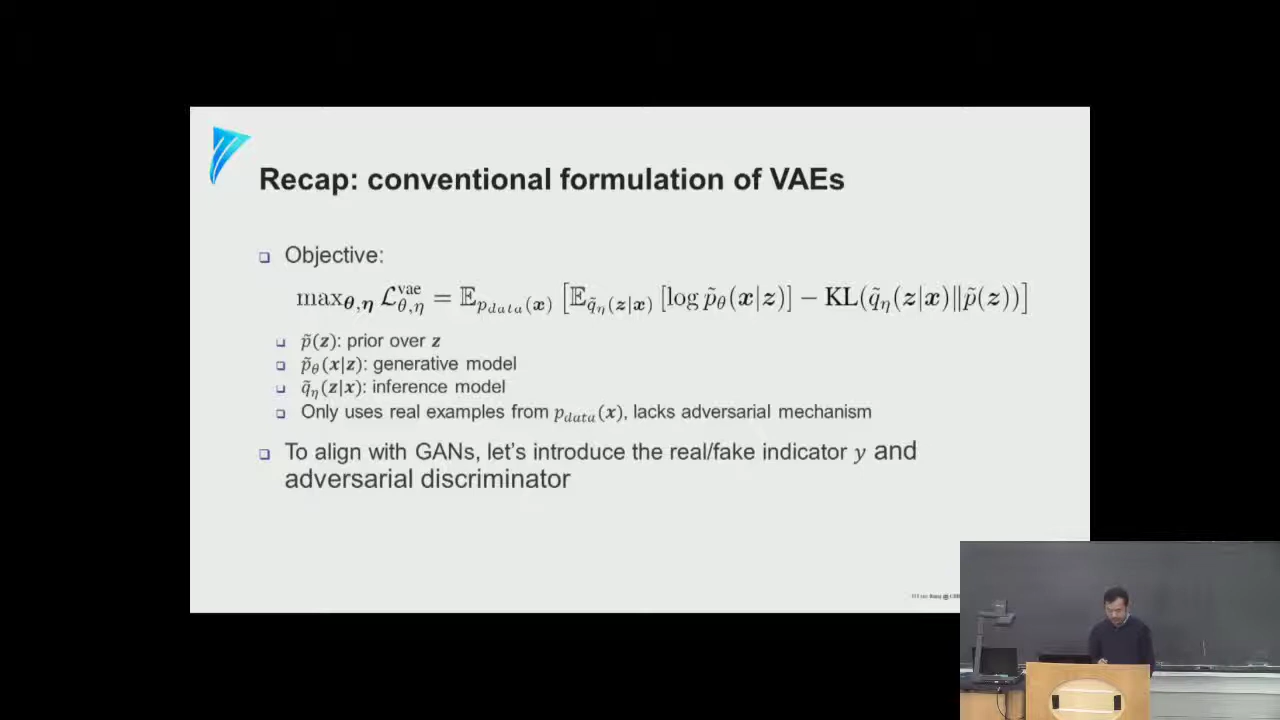 Recap: conventional formulation of VAEs
❑ Objective:
max_{θ,η} ℒ^{vae}_{θ,η} = 𝔼_{p_{data}(x)} [𝔼_{q̃_η(z|x)} [log p̃_θ(x|z)] − KL(q̃_η(z|x)‖p̃(z))]
❑ p̃(z): prior over z
❑ p̃_θ(x|z): generative model
❑ q̃_η(z|x): inference model
❑ Only uses real examples from p_{data}(x), lacks adversarial mechanism
❑ To align with GANs, let's introduce the real/fake indicator y and
adversarial discriminator